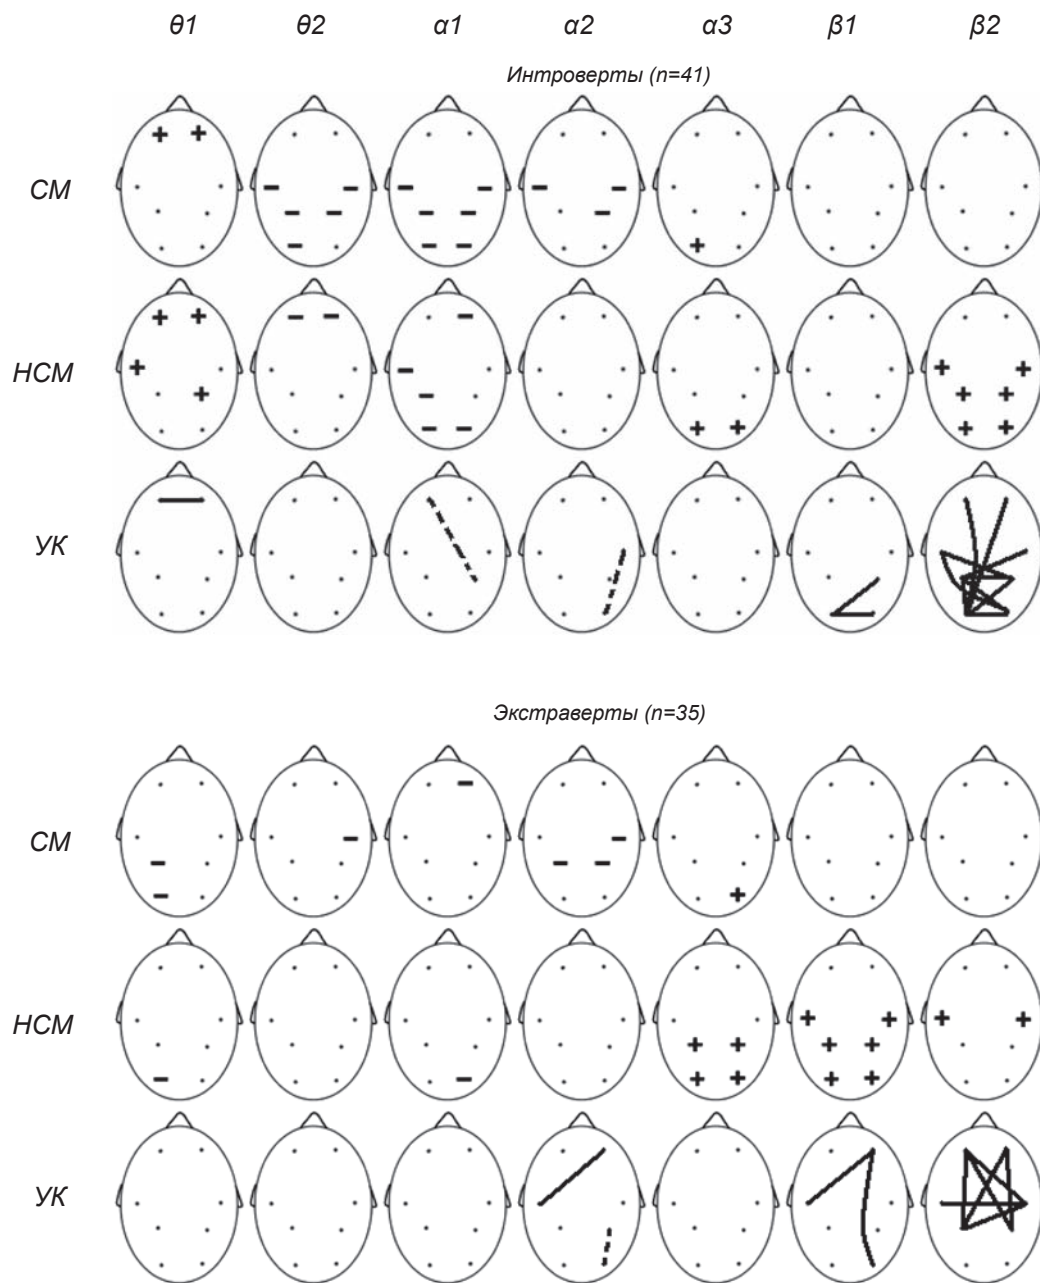 θ1 θ2 α1 α2 α3 β1 β2
Интроверты (n=41)
СМ
НСМ
УК
Экстраверты (n=35)
СМ
НСМ
УК